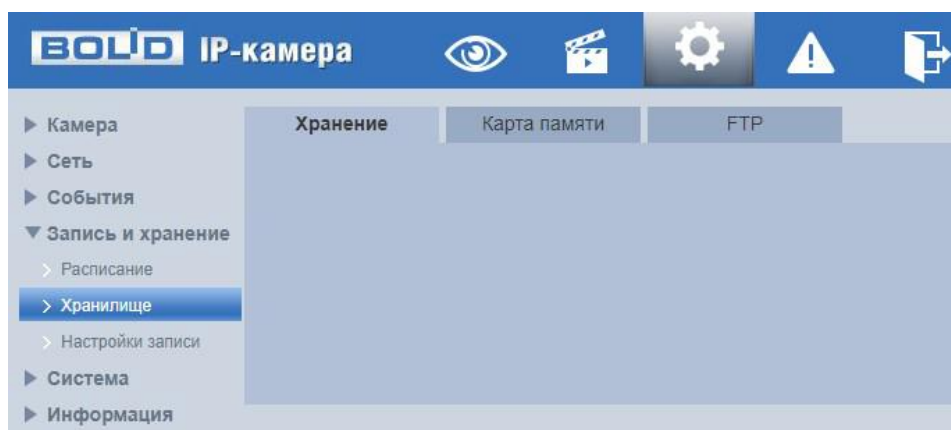 BOLID IP-камера
Хранение Карта памяти FTP
Камера
Сеть
События
Запись и хранение
Расписание
Хранилище
Настройки записи
Система
Информация